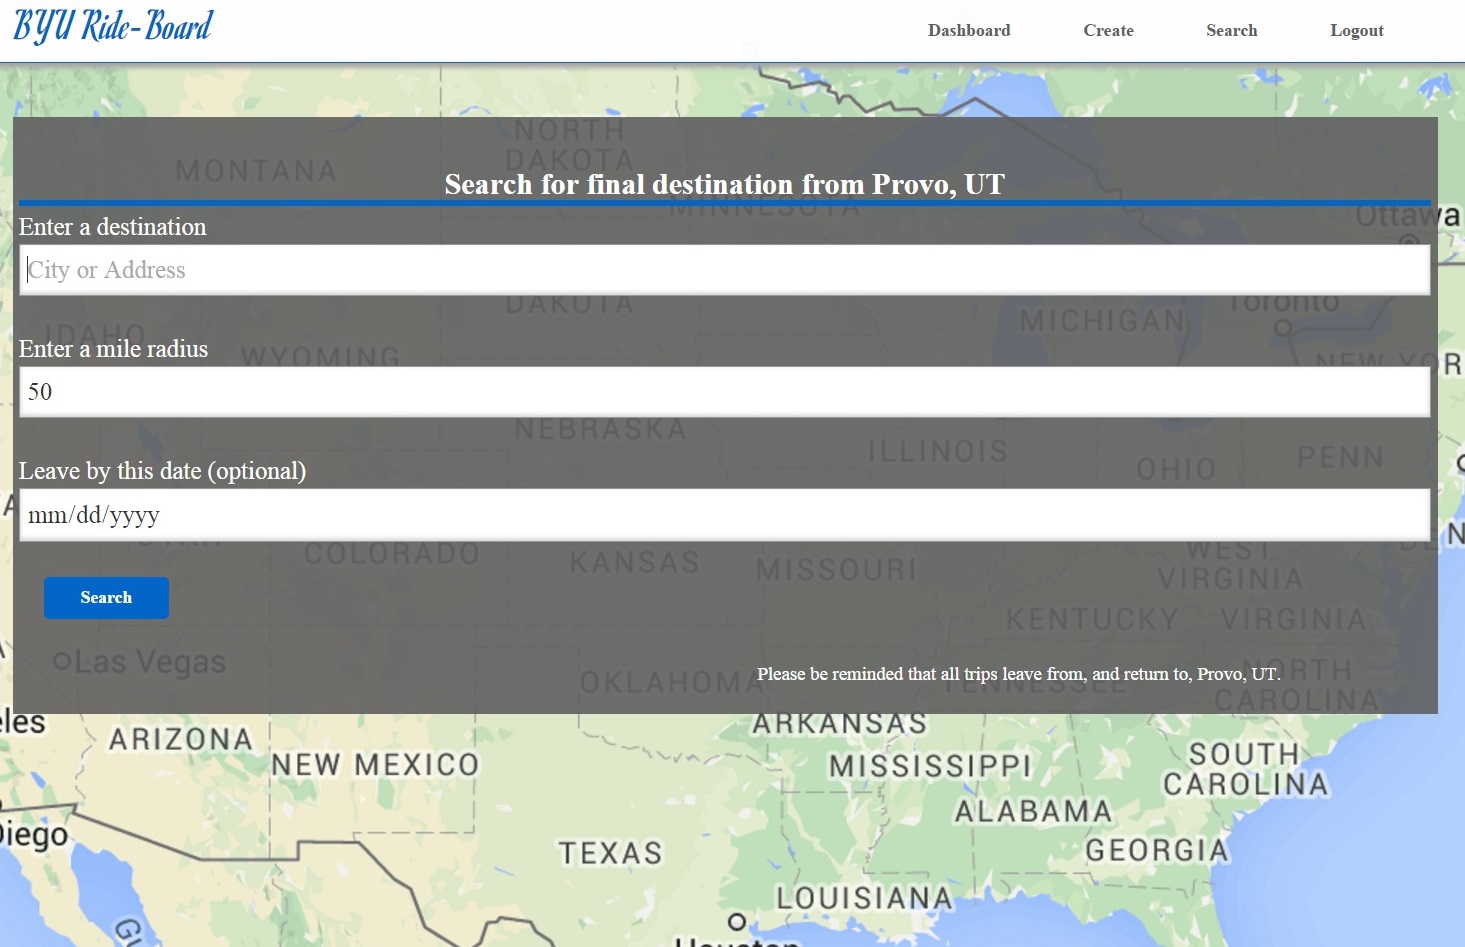 BYU Ride-Board
Dashboard Create Search Logout
NORTH
DAKOTA
MONTANA
Search for final destination from Provo, UT
MINNESOTA
Ottawa
Enter a destination
City or Address
DAKOTA
Toronto
MICHIGAN
IDAHO
Enter a mile radius
WYOMING
50
NEBRASKA
ILLINOIS
OHIO
PENN
Leave by this date (optional)
mm/dd/yyyy
UTAH
COLORADO
KANSAS
MISSOURI
WEST
VIRGINIA
Search
KENTUCKY
VIRGINIA
Las Vegas
OKLAHOMA
Please be reminded that all trips leave from, and return to, Provo, UT.
TENNESSEE
NORTH
CAROLINA
eles
ARIZONA
NEW MEXICO
ARKANSAS
MISSISSIPPI
SOUTH
CAROLINA
ALABAMA
Diego
TEXAS
GEORGIA
LOUISIANA
Houston